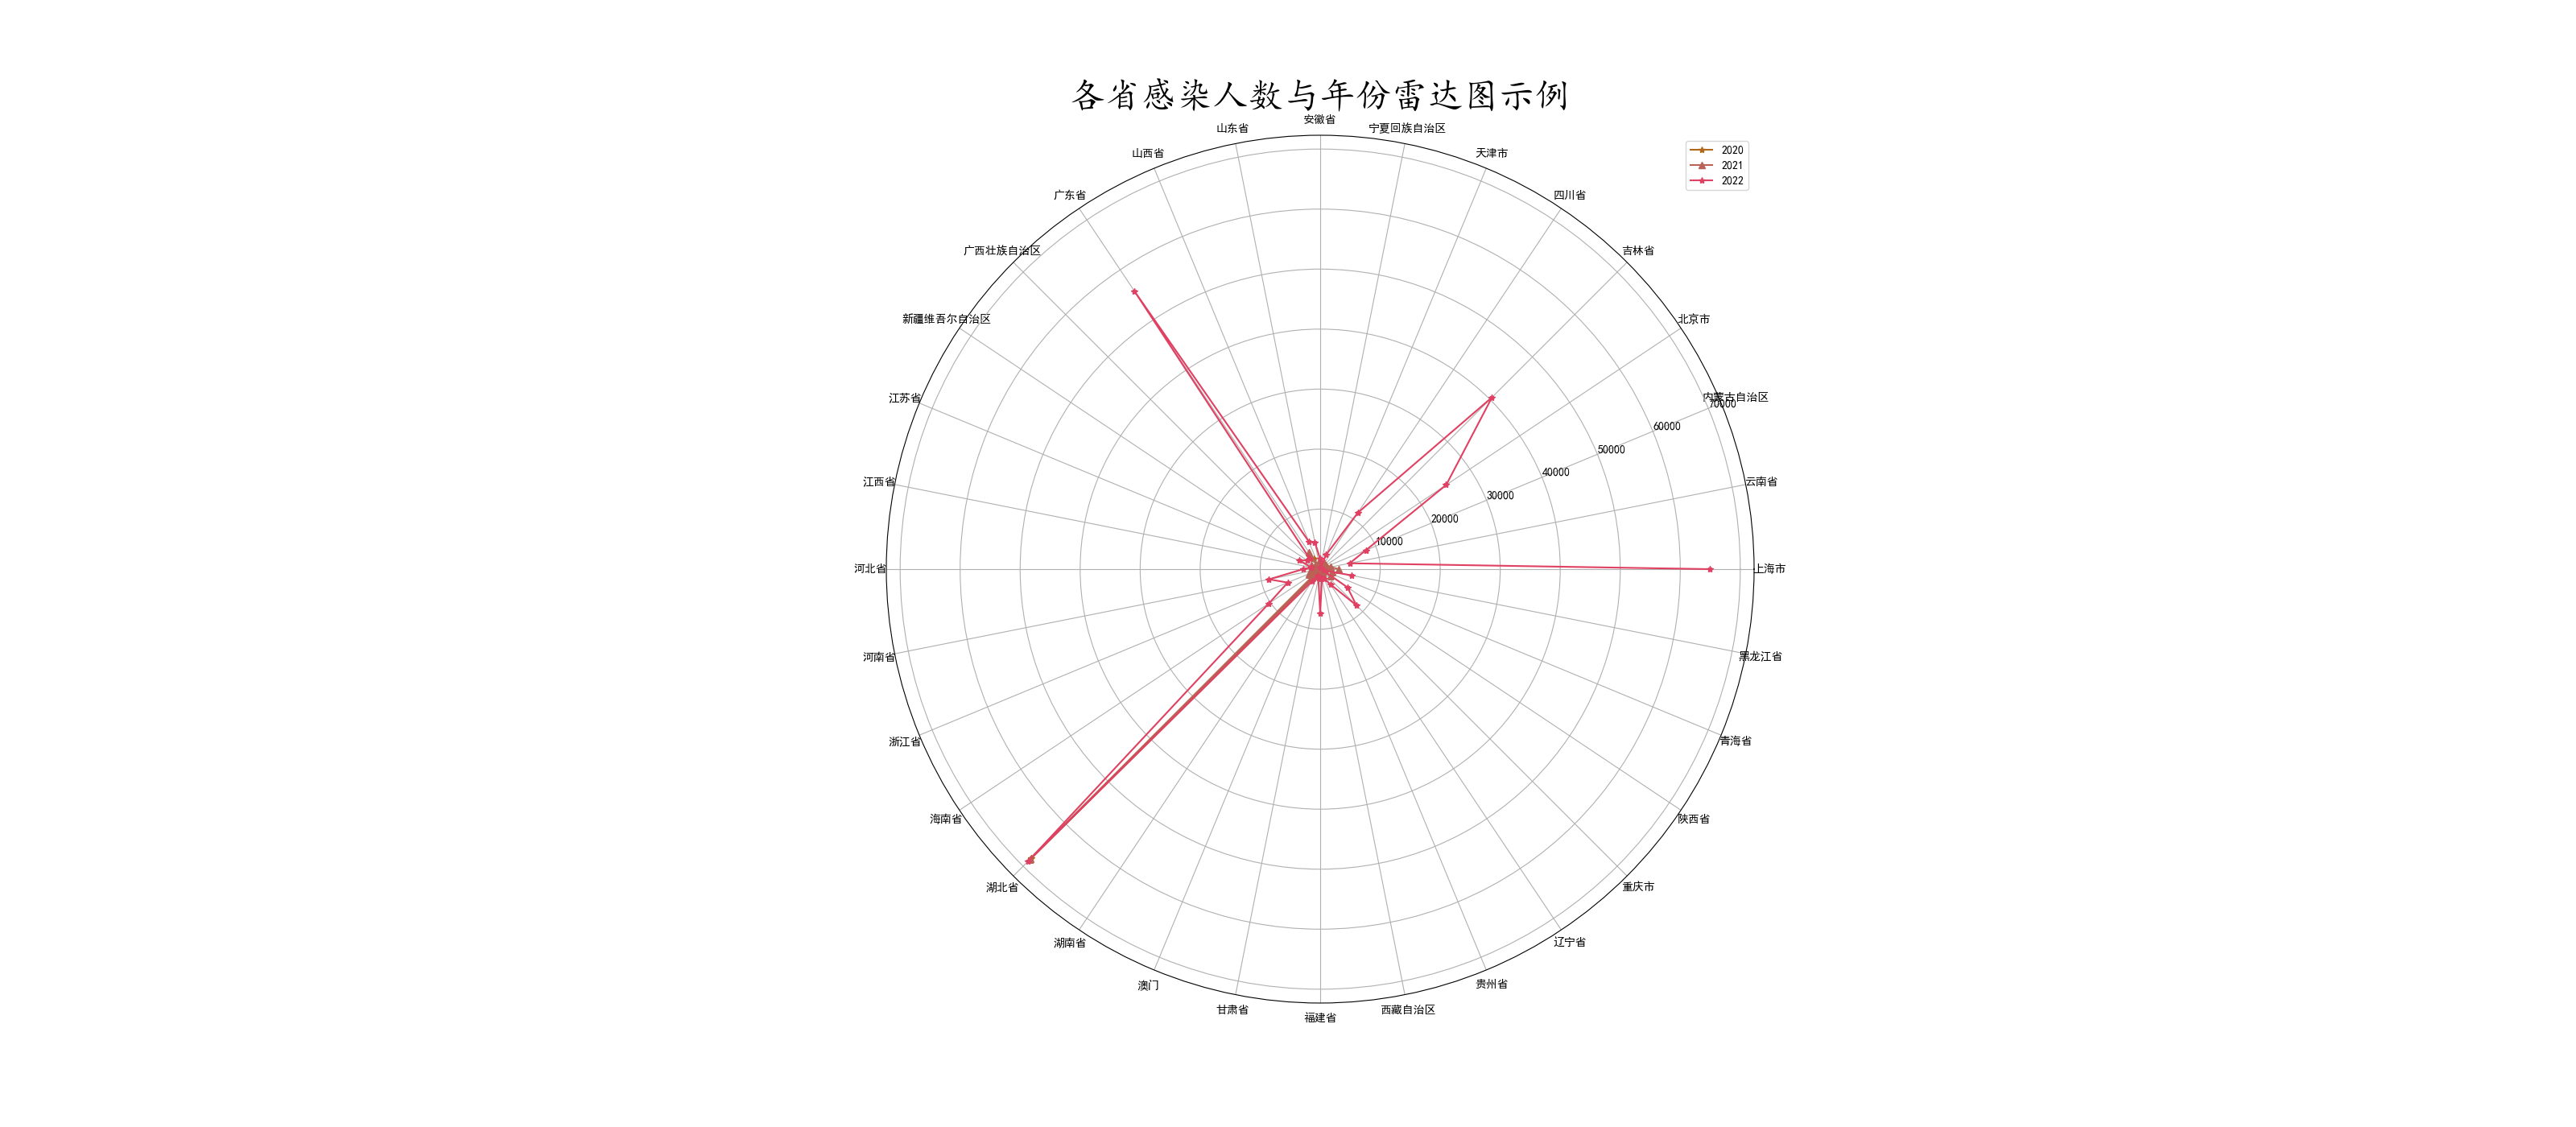 各省感染人数与年份雷达图示例
安徽省
山东省
宁夏回族自治区
山西省
天津市
广东省
四川省
广西壮族自治区
吉林省
新疆维吾尔自治区
北京市
江苏省
内蒙古自治区
江西省
云南省
河北省
上海市
河南省
黑龙江省
浙江省
青海省
海南省
陕西省
湖北省
重庆市
湖南省
辽宁省
澳门
贵州省
甘肃省
西藏自治区
福建省
70000
60000
50000
40000
30000
20000
10000
2020
2021
2022